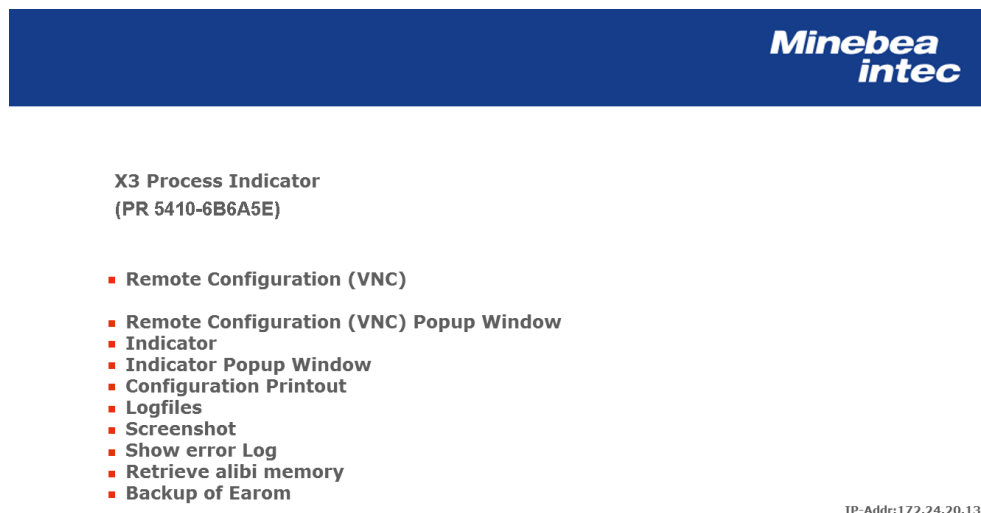 Minebea
intec
X3 Process Indicator
(PR 5410-6B6A5E)
Remote Configuration (VNC)
Remote Configuration (VNC) Popup Window
Indicator
Indicator Popup Window
Configuration Printout
Logfiles
Screenshot
Show error Log
Retrieve alibi memory
Backup of Earom
IP-Addr:172.24.20.13